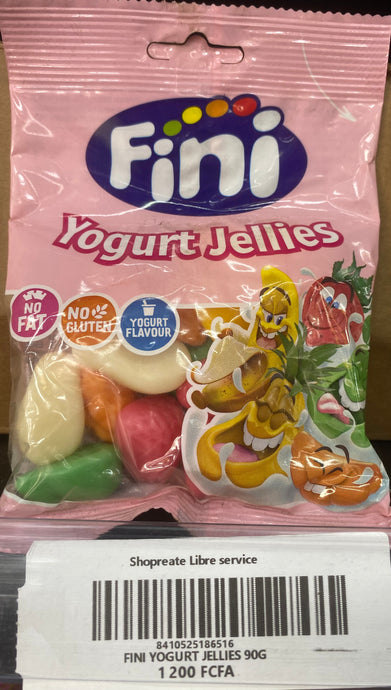 Fini
Yogurt Jellies
NO
FAT
NO
GLUTEN
YOGURT
FLAVOUR
Shopreate Libre service
8410525186516
FINI YOGURT JELLIES 90G
1 200 FCFA